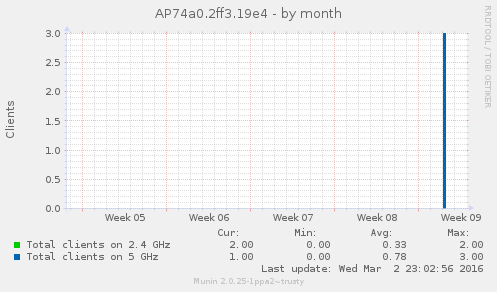 AP74a0.2ff3.19e4 - by month
RRDTOOL / TOBI OETIKER
Clients
3.0
2.5
2.0
1.5
1.0
0.5
0.0
Week 05 Week 06 Week 07 Week 08 Week 09
Cur: Min: Avg: Max:
Total clients on 2.4 GHz 2.00 0.00 0.33 2.00
Total clients on 5 GHz 1.00 0.00 0.78 3.00
Last update: Wed Mar 2 23:02:56 2016
Munin 2.0.25-1ppa2~trusty